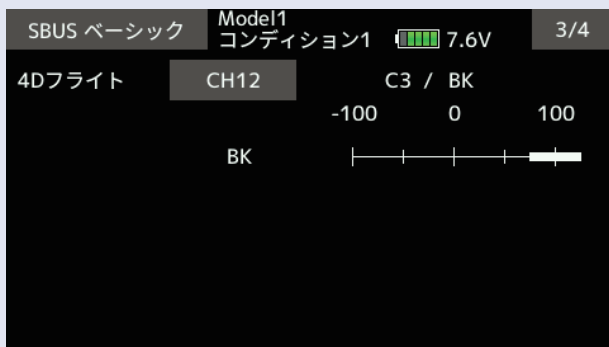 SBUS ベーシック
Model1
コンディション1 7.6V
3/4
4Dフライト CH12 C3 / BK
-100 0 100
BK